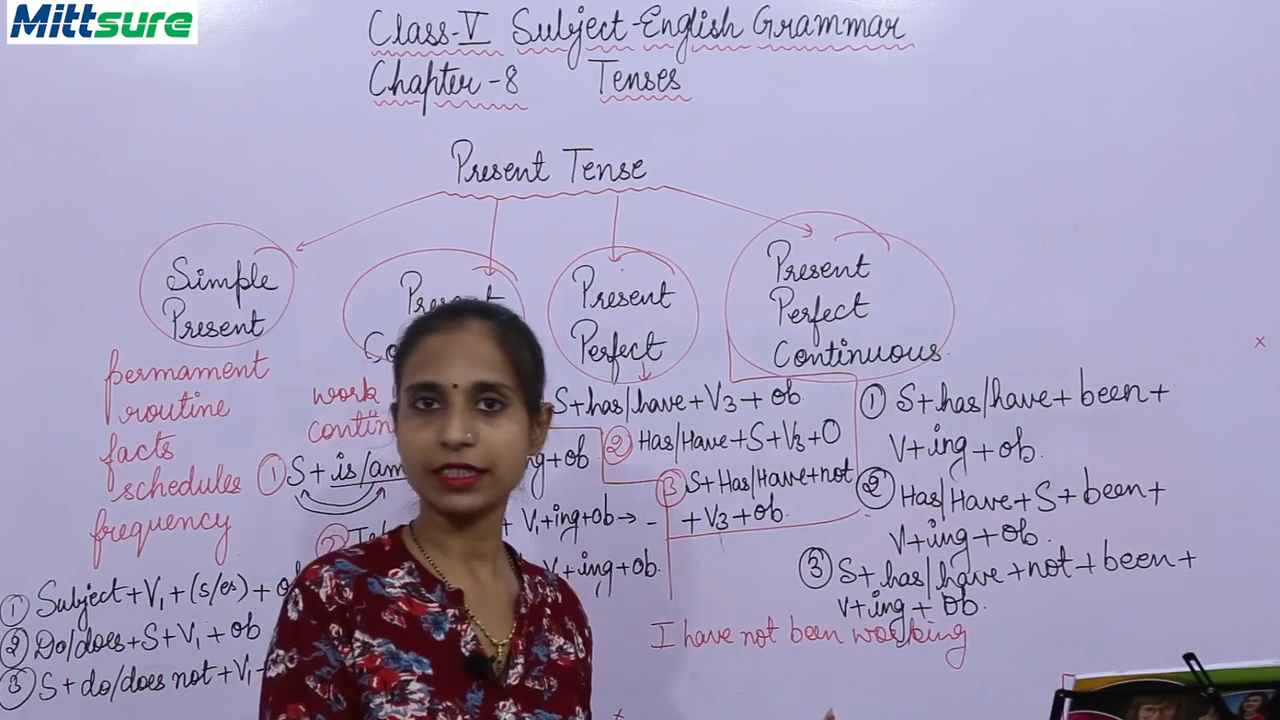 Mittsure
Class-V Subject-English Grammar
Chapter-8 Tenses
Present Tense
Simple
Present
permament
routine
facts
schedules
frequency
① Subject+V₁+(s/es)+
② Do/does+S+V₁+ob
③ S+do/does not+V₁+
Present
work
① S+is/am
+ob
② V₁+ing+ob→ -
+ing+ob.
Present
Perfect
S+has/have+V3+ob.
② Has/Have+S+V3+O
③ S+Has/Have+not
+V3+ob.
Present
Perfect
Continuous.
① S+has/have+been+
V+ing+ob.
② Has/Have+S+been+
V+ing+ob.
③ S+has/have+not+been+
V+ing+ob.
I have not been working